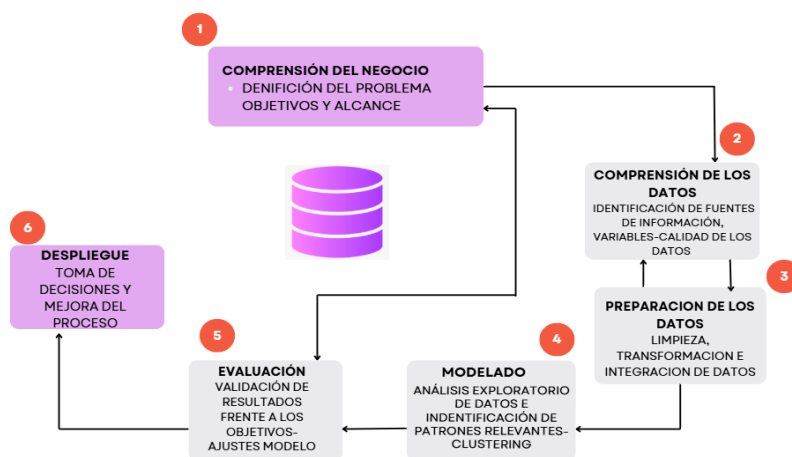 1
COMPRENSIÓN DEL NEGOCIO
• DENIFICIÓN DEL PROBLEMA
OBJETIVOS Y ALCANCE
2
COMPRENSIÓN DE LOS
DATOS
IDENTIFICACIÓN DE FUENTES
DE INFORMACIÓN,
VARIABLES-CALIDAD DE LOS
DATOS
3
PREPARACION DE LOS
DATOS
LIMPIEZA,
TRANSFORMACION E
INTEGRACION DE DATOS
4
MODELADO
ANÁLISIS EXPLORATORIO
DE DATOS E
INDENTIFICACIÓN DE
PATRONES RELEVANTES-
CLUSTERING
5
EVALUACIÓN
VALIDACIÓN DE
RESULTADOS
FRENTE A LOS
OBJETIVOS-
AJUSTES MODELO
6
DESPLIEGUE
TOMA DE
DECISIONES Y
MEJORA DEL
PROCESO